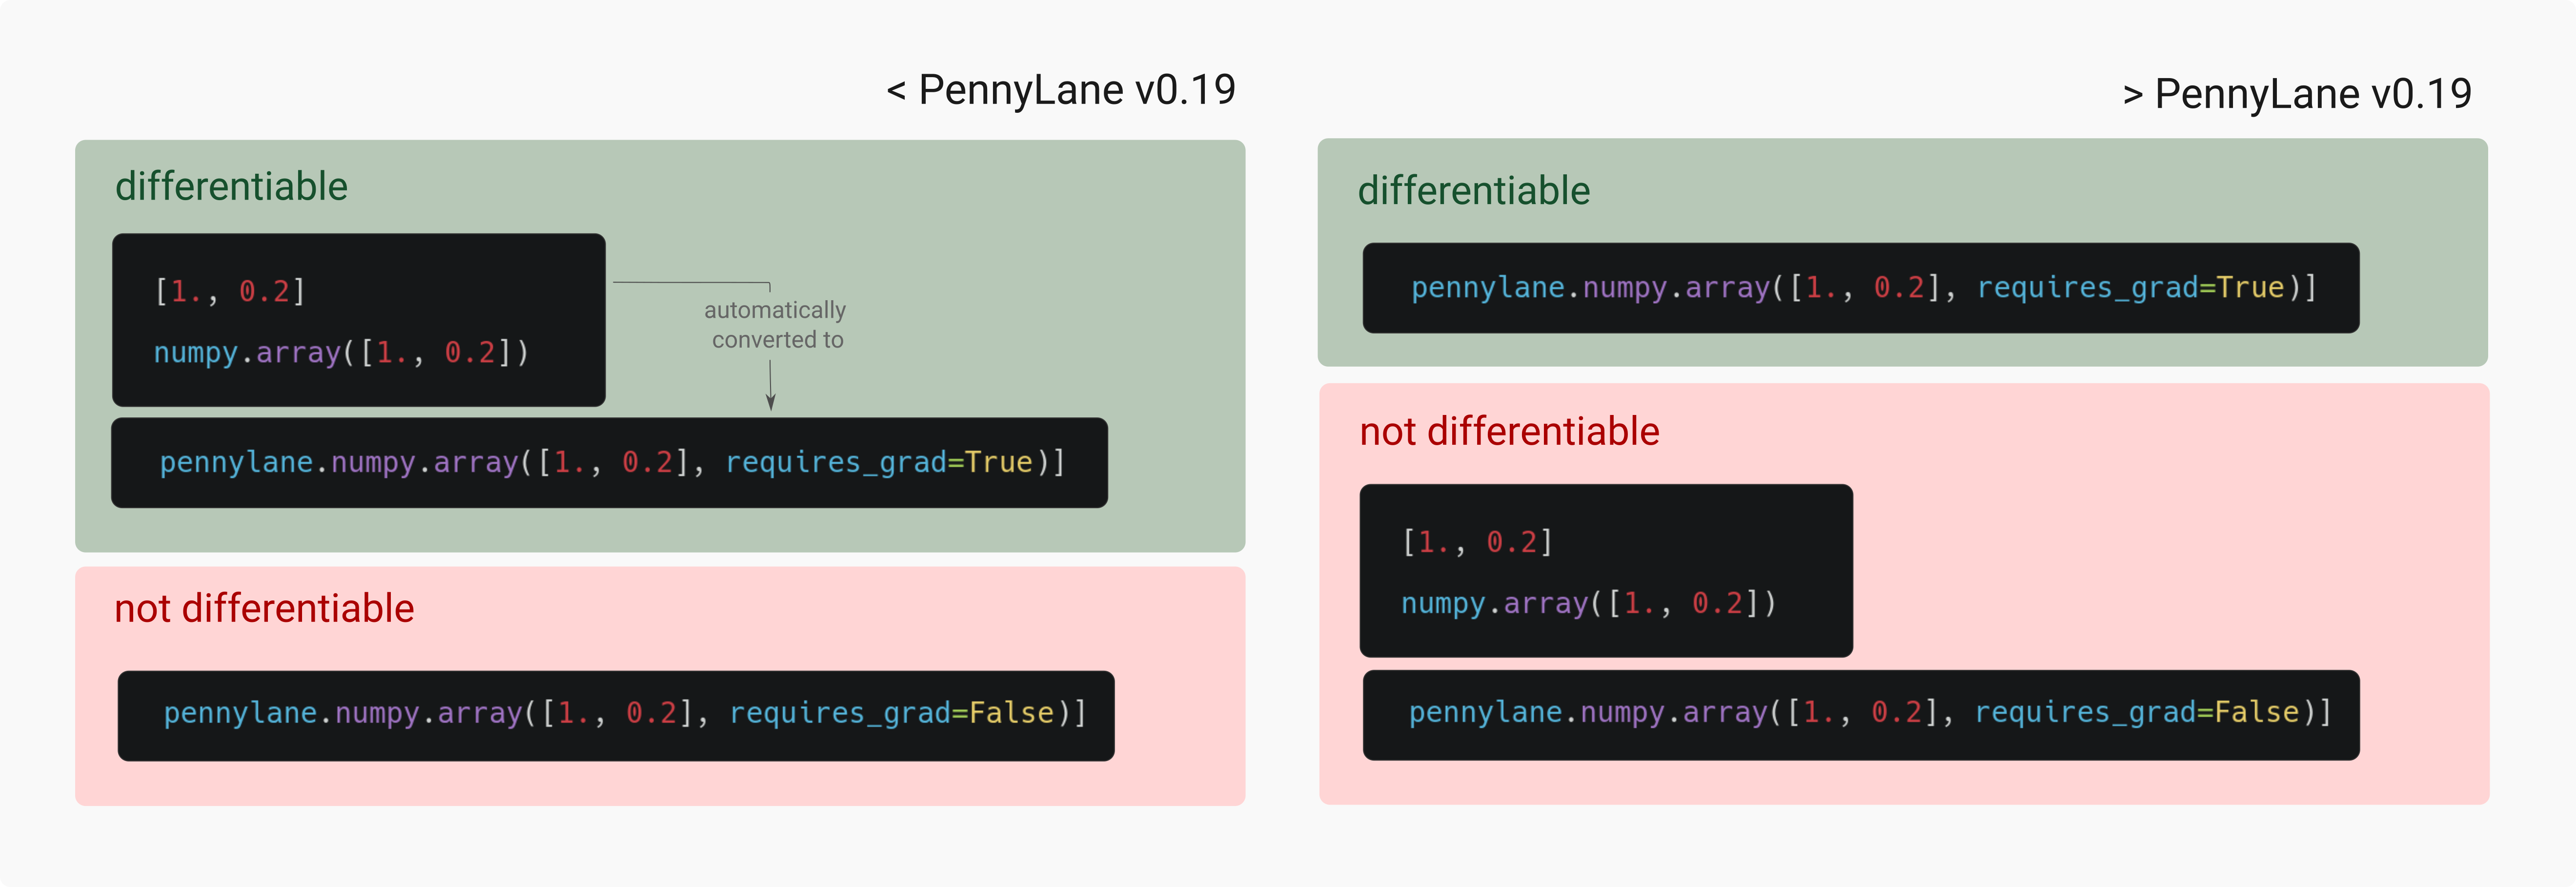 < PennyLane v0.19
differentiable
[1., 0.2]
numpy.array([1., 0.2])
automatically
converted to
pennylane.numpy.array([1., 0.2], requires_grad=True)]
not differentiable
pennylane.numpy.array([1., 0.2], requires_grad=False)]
> PennyLane v0.19
differentiable
pennylane.numpy.array([1., 0.2], requires_grad=True)]
not differentiable
[1., 0.2]
numpy.array([1., 0.2])
pennylane.numpy.array([1., 0.2], requires_grad=False)]